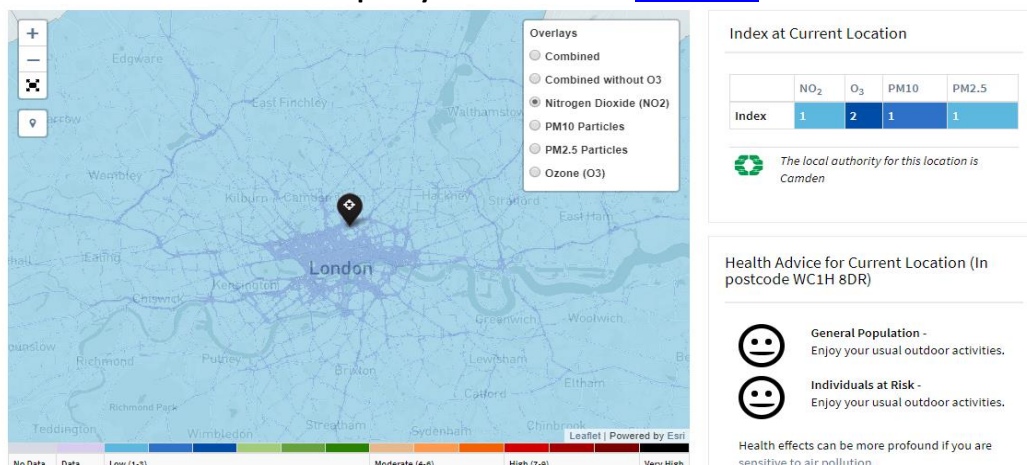 +
−
Edgware
East Finchley
Walthamstow
Wembley
Kilburn
Camden
Hackney
Stratford
East Ham
Ealing
London
Kensington
Chiswick
Greenwich
Woolwich
Richmond
Putney
Brixton
Lewisham
Eltham
Catford
Richmond Park
Teddington
Wimbledon
Streatham
Sydenham
Leaflet | Powered by Esri
Overlays
Combined
Combined without O3
Nitrogen Dioxide (NO2)
PM10 Particles
PM2.5 Particles
Ozone (O3)
No Data Data Low (1-3) Moderate (4-6) High (7-9) Very High
Index at Current Location
NO₂ O₃ PM10 PM2.5
Index 1 2 1 1
The local authority for this location is
Camden
Health Advice for Current Location (In
postcode WC1H 8DR)
General Population -
Enjoy your usual outdoor activities.
Individuals at Risk -
Enjoy your usual outdoor activities.
Health effects can be more profound if you are
sensitive to air pollution